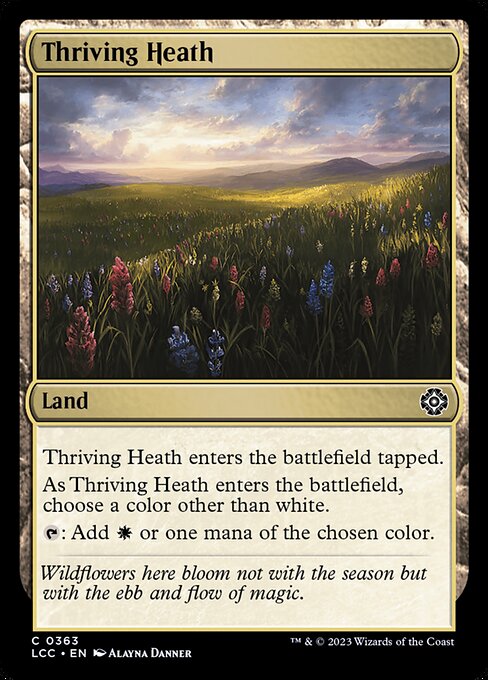 Thriving Heath
Land
Thriving Heath enters the battlefield tapped.
As Thriving Heath enters the battlefield,
choose a color other than white.
: Add or one mana of the chosen color.
Wildflowers here bloom not with the season but
with the ebb and flow of magic.
C 0363
LCC • EN Alayna Danner
™ & © 2023 Wizards of the Coast